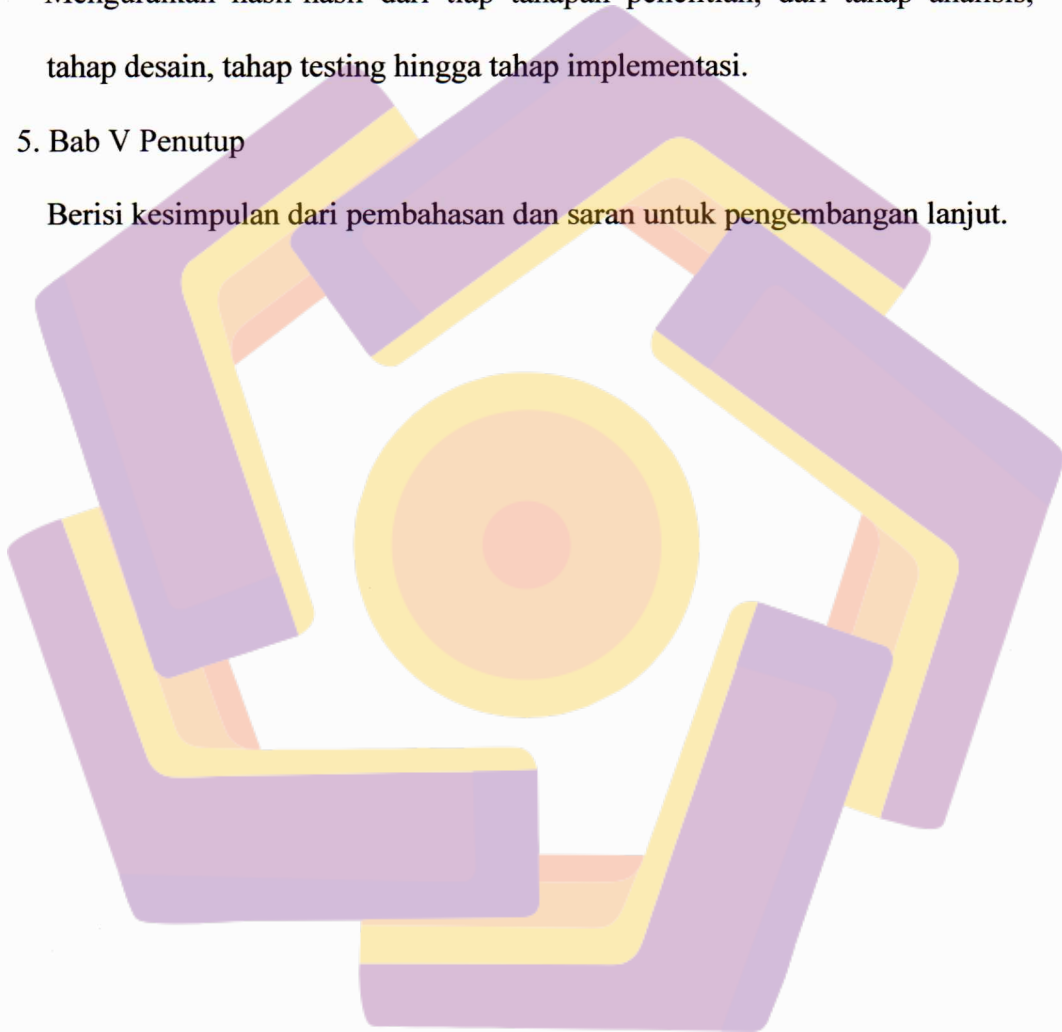 tahap desain, tahap testing hingga tahap implementasi.
5. Bab V Penutup
Berisi kesimpulan dari pembahasan dan saran untuk pengembangan lanjut.